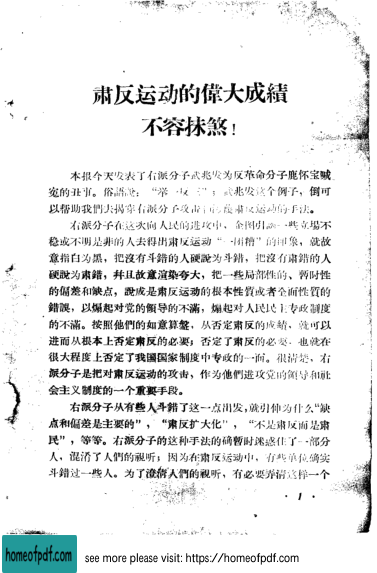 肃反运动的偉大成績
不容抹煞！
本报今天发表了右派分子武兆发为反革命分子鹿怀宝喊
冤的丑事。俗語說：“举一反三”；武兆发这个例子，倒可
以帮助我們去揭穿右派分子攻击肃反运动的手法。
右派分子在这次向人民的进攻中，企图引起一些立場不
稳或不明是非的人去得出肃反运动“一团糟”的印象，就故
意指白为黑，把沒有斗錯的人硬說为斗錯，把沒有肃錯的人
硬說为肃錯，幷且故意渲染夸大，把一些局部性的、暫时性
的偏差和缺点，說成是肃反运动的根本性質或者全面性質的
錯誤，以煽起对党的領导的不滿，煽起对人民民主专政制度
的不滿。按照他們的如意算盤，从否定肃反的成績，就可以
进而从根本上否定肃反的必要；否定了肃反的必要，也就在
很大程度上否定了我国国家制度中专政的一面。很清楚，右
派分子是把对肃反运动的攻击，作为他們进攻党的領导和社
会主义制度的一个重要手段。
右派分子从有些人斗錯了这一点出发，就引伸为什么“缺
点和偏差是主要的”，“肃反扩大化”，“不是肃反而是肃
民”，等等。右派分子的这种手法的确暫时迷惑住了一部分
人，混淆了人們的視听；因为在肃反运动中，有些单位确实
斗錯过一些人。为了澄清人們的視听，有必要弄清这样一个
· 1 ·
homeofpdf.com
see more please visit: https://homeofpdf.com